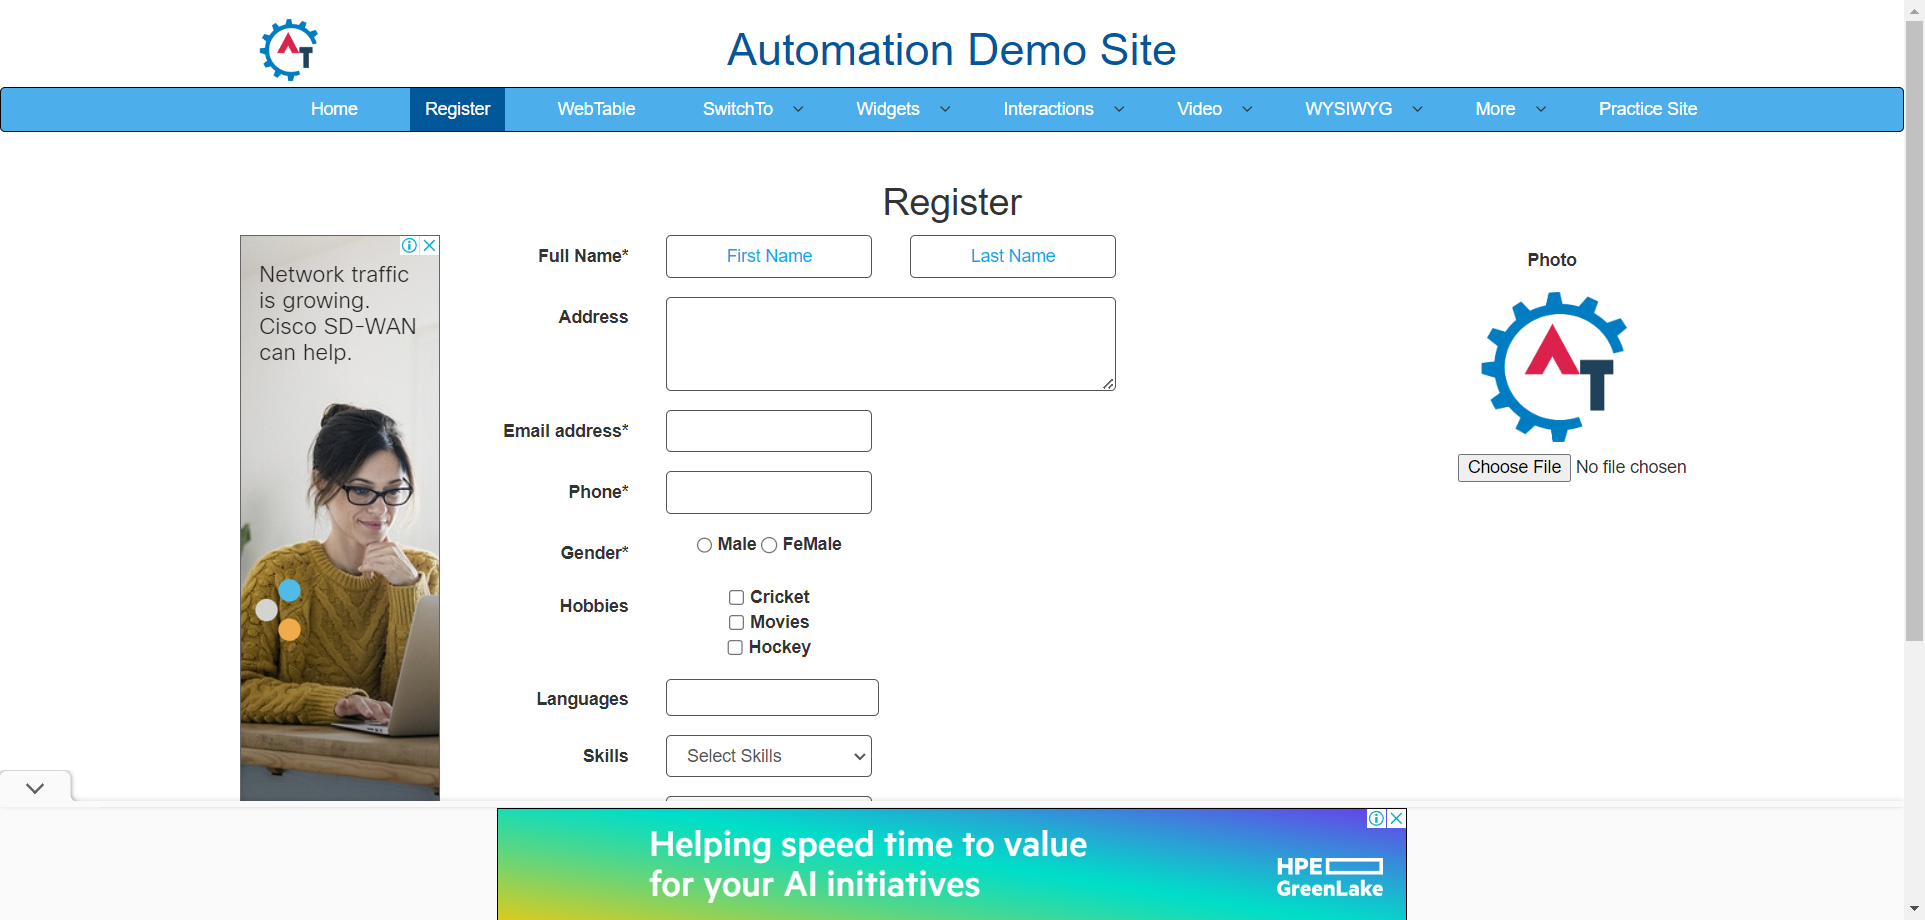 AT
Automation Demo Site
Home Register WebTable SwitchTo Widgets Interactions Video WYSIWYG More Practice Site
Register
Network traffic
is growing.
Cisco SD-WAN
can help.
Full Name* First Name Last Name
Address
Email address*
Phone*
Gender* Male FeMale
Hobbies Cricket
Movies
Hockey
Languages
Skills Select Skills
Photo
AT
Choose File No file chosen
Helping speed time to value
for your AI initiatives
HPE
GreenLake